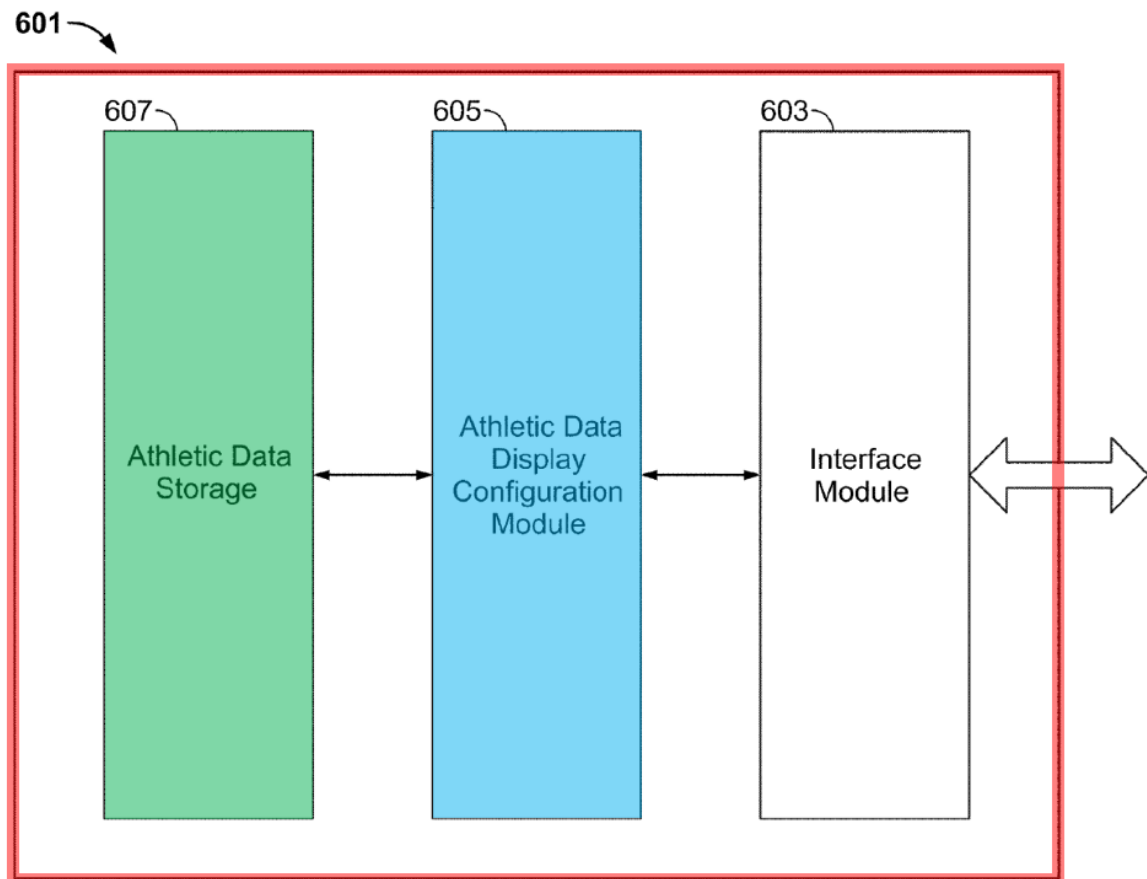 601
607
605
603
Athletic Data
Storage
Athletic Data
Display
Configuration
Module
Interface
Module